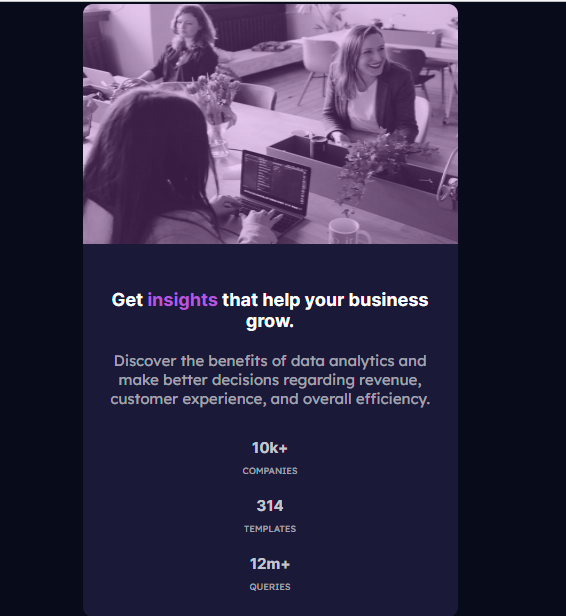 Get insights that help your business
grow.
Discover the benefits of data analytics and
make better decisions regarding revenue,
customer experience, and overall efficiency.
10k+
COMPANIES
314
TEMPLATES
12m+
QUERIES